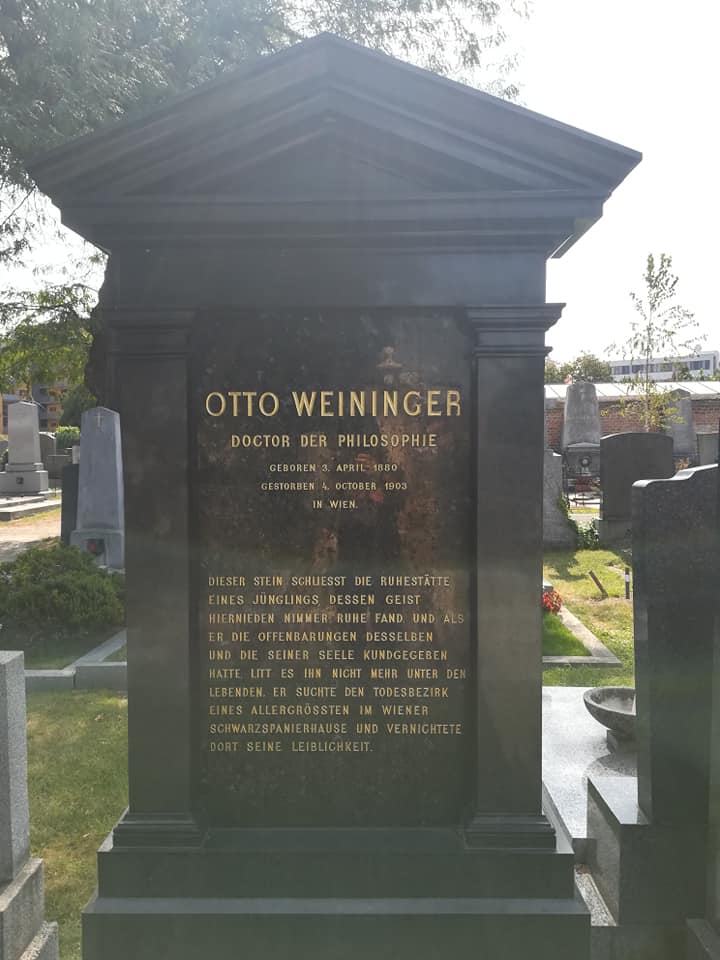 OTTO WEININGER
DOCTOR DER PHILOSOPHIE
GEBOREN 3. APRIL 1880
GESTORBEN 4. OCTOBER 1903
IN WIEN.
DIESER STEIN SCHLIESST DIE RUHESTÄTTE
EINES JÜNGLINGS, DESSEN GEIST
HIERNIEDEN NIMMER RUHE FAND. UND ALS
ER DIE OFFENBARUNGEN DESSELBEN
UND DIE SEINER SEELE KUNDGEGEBEN
HATTE, LITT ES IHN NICHT MEHR UNTER DEN
LEBENDEN. ER SUCHTE DEN TODESBEZIRK
EINES ALLERGRÖSSTEN IM WIENER
SCHWARZSPANIERHAUSE UND VERNICHTETE
DORT SEINE LEIBLICHKEIT.